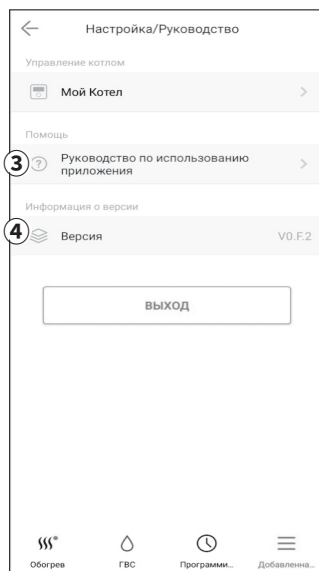 Настройка/Руководство
Управление котлом
Мой Котел
Помощь
3
Руководство по использованию
приложения
Информация о версии
4
Версия
V0.F.2
ВЫХОД
Обогрев
ГВС
Программи...
Добавленна...